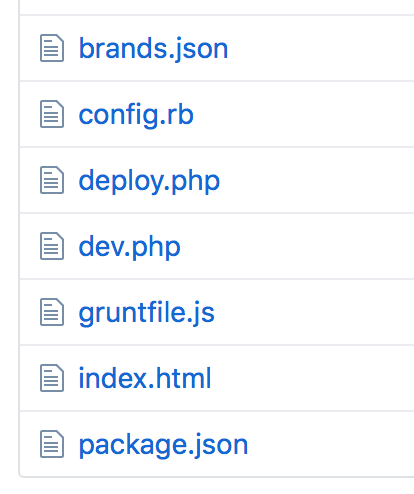 brands.json
config.rb
deploy.php
dev.php
gruntfile.js
index.html
package.json